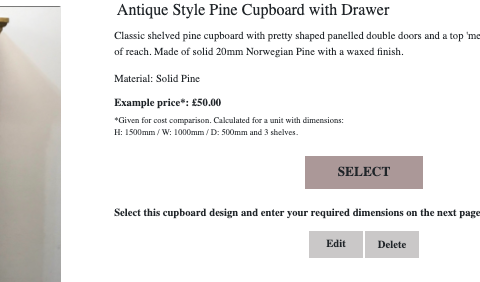 Antique Style Pine Cupboard with Drawer
Classic shelved pine cupboard with pretty shaped panelled double doors and a top
of reach. Made of solid 20mm Norwegian Pine with a waxed finish.
Material: Solid Pine
Example price*: £50.00
*Given for cost comparison. Calculated for a unit with dimensions:
H: 1500mm / W: 1000mm / D: 500mm and 3 shelves.
SELECT
Select this cupboard design and enter your required dimensions on the next page
Edit
Delete